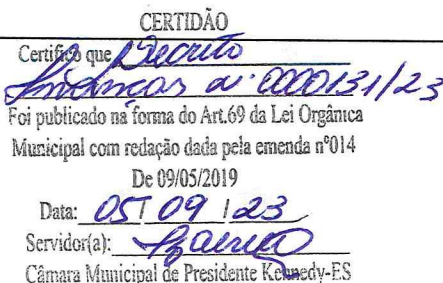 CERTIDÃO
Certifico que Decreto
Finanças nº 0000131/23
Foi publicado na forma do Art.69 da Lei Orgânica
Municipal com redação dada pela emenda nº014
De 09/05/2019
Data: 05/09/23
Servidor(a):
Câmara Municipal de Presidente Kennedy-ES